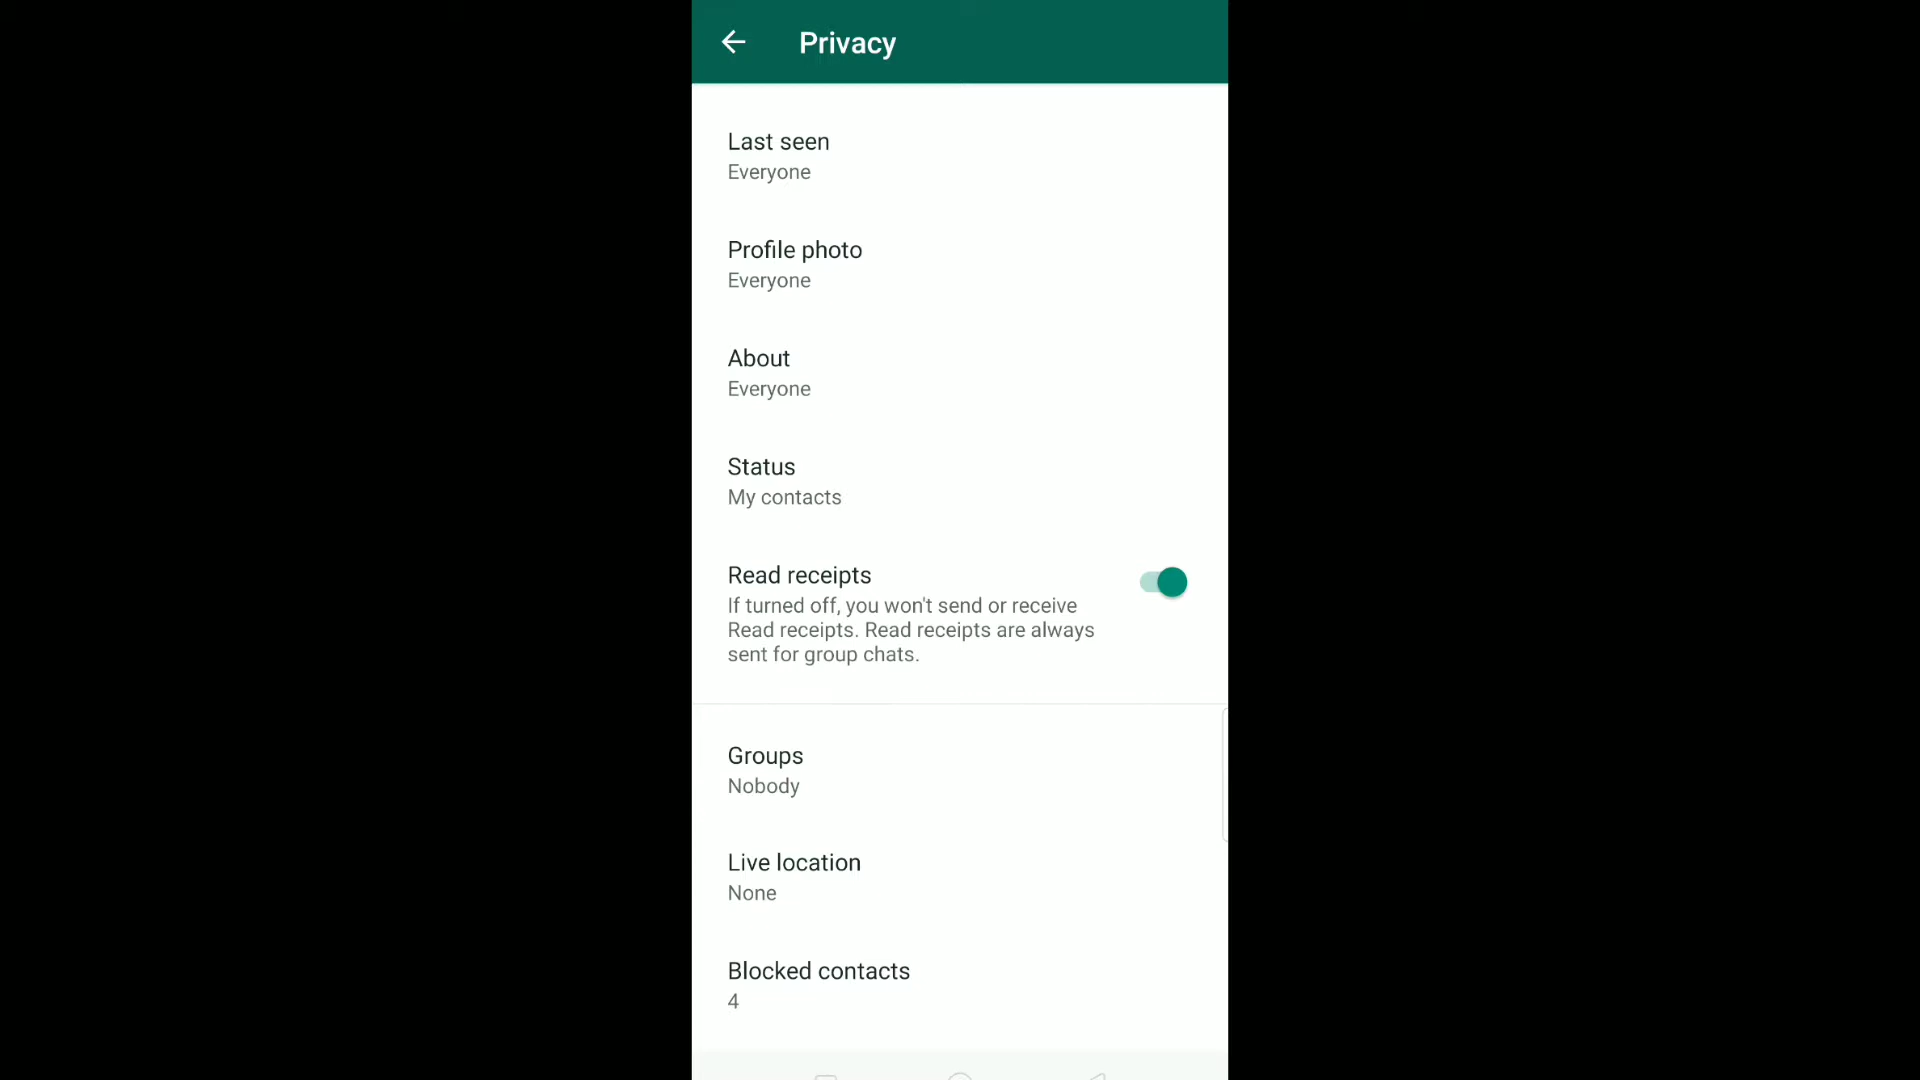 Privacy
Last seen
Everyone
Profile photo
Everyone
About
Everyone
Status
My contacts
Read receipts
If turned off, you won't send or receive
Read receipts. Read receipts are always
sent for group chats.
Groups
Nobody
Live location
None
Blocked contacts
4